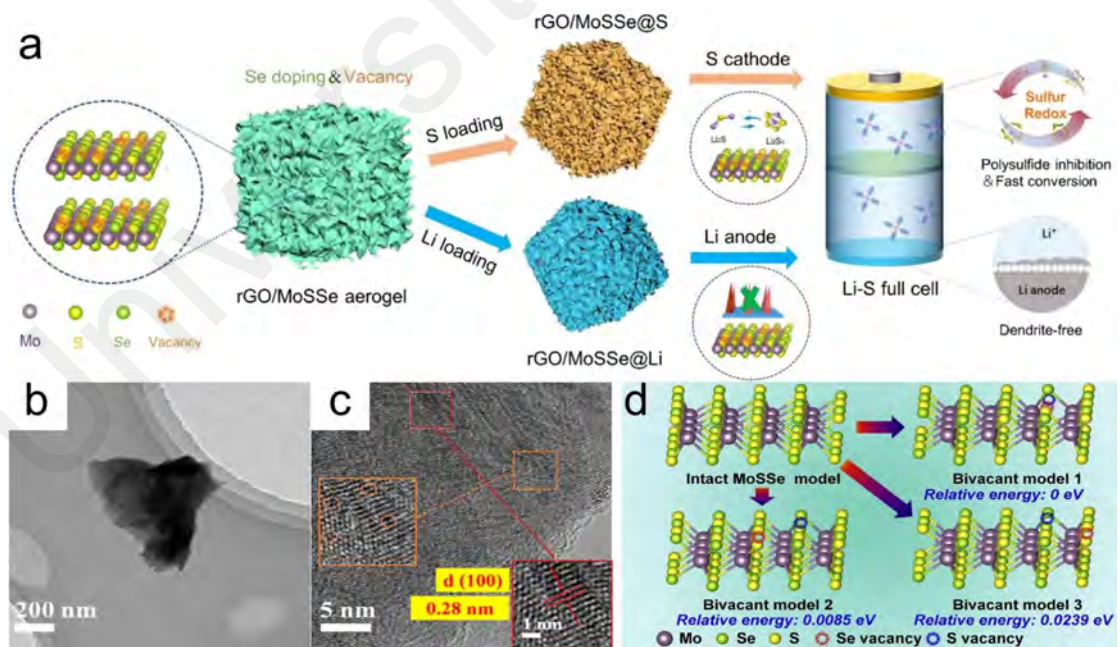 a
rGO/MoSSe@S
Se doping&Vacancy
S cathode
S loading
Sulfur
Redox
Polysulfide inhibition
&Fast conversion
Li loading
Li anode
Li⁺
Li anode
rGO/MoSSe aerogel
Li-S full cell
Dendrite-free
Mo
S
Se
Vacancy
rGO/MoSSe@Li
b
200 nm
c
d (100)
0.28 nm
5 nm
1 nm
d
Intact MoSSe model
Bivacant model 1
Relative energy: 0 eV
Bivacant model 2
Relative energy: 0.0085 eV
Bivacant model 3
Relative energy: 0.0239 eV
Mo Se S Se vacancy S vacancy